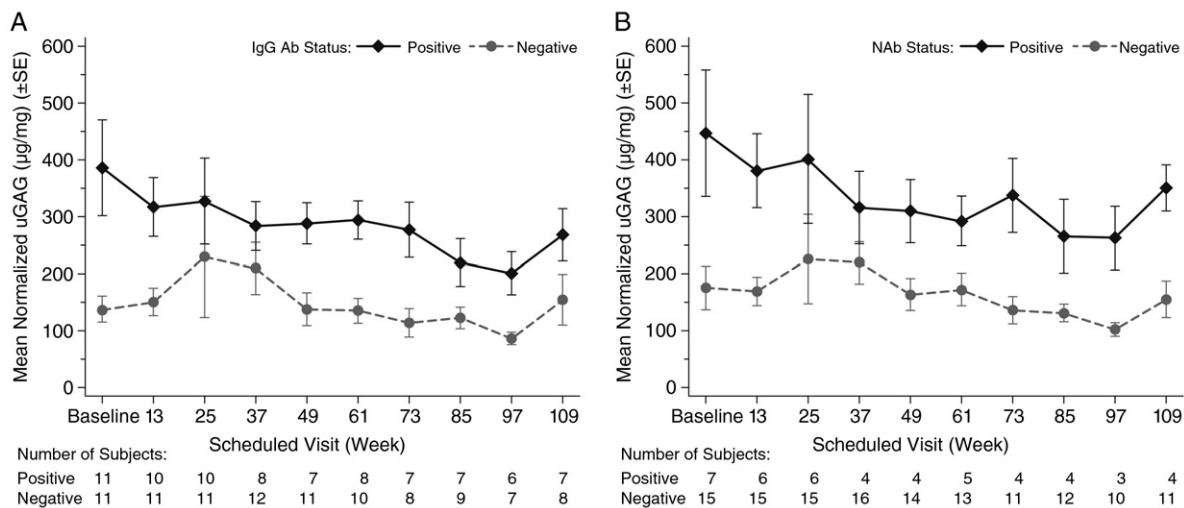 A
IgG Ab Status: Positive Negative
Mean Normalized uGAG (µg/mg) (±SE)
600
500
400
300
200
100
0
Baseline 13 25 37 49 61 73 85 97 109
Scheduled Visit (Week)
Number of Subjects:
Positive 11 10 10 8 7 8 7 7 6 7
Negative 11 11 11 12 11 10 8 9 7 8
B
NAb Status: Positive Negative
Mean Normalized uGAG (µg/mg) (±SE)
600
500
400
300
200
100
0
Baseline 13 25 37 49 61 73 85 97 109
Scheduled Visit (Week)
Number of Subjects:
Positive 7 6 6 4 4 5 4 4 3 4
Negative 15 15 15 16 14 13 11 12 10 11